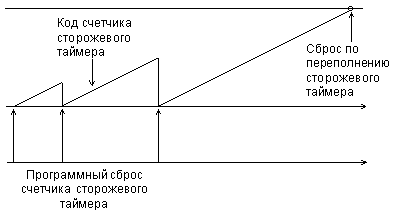 Код счетчика
сторожевого
таймера
Сброс по
переполнению
сторожевого
таймера
Программный сброс
счетчика сторожевого
таймера